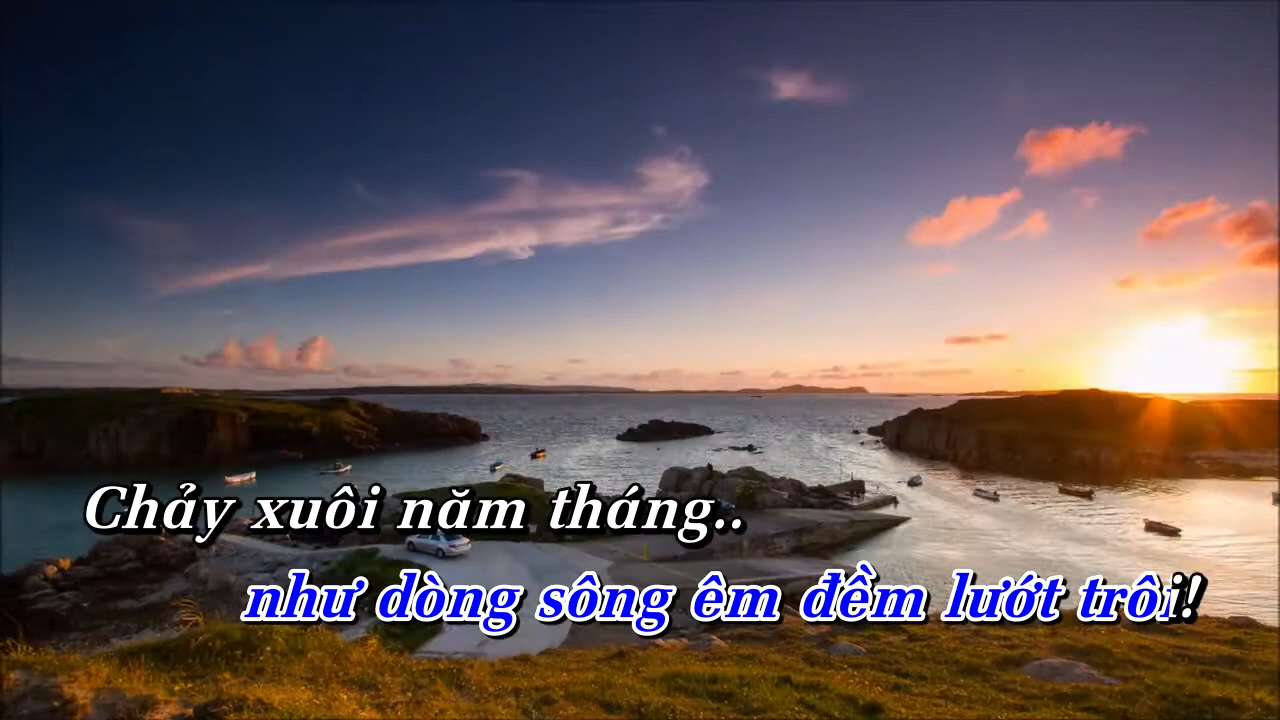 Chảy xuôi năm tháng..
như dòng sông êm đềm lướt trôi!